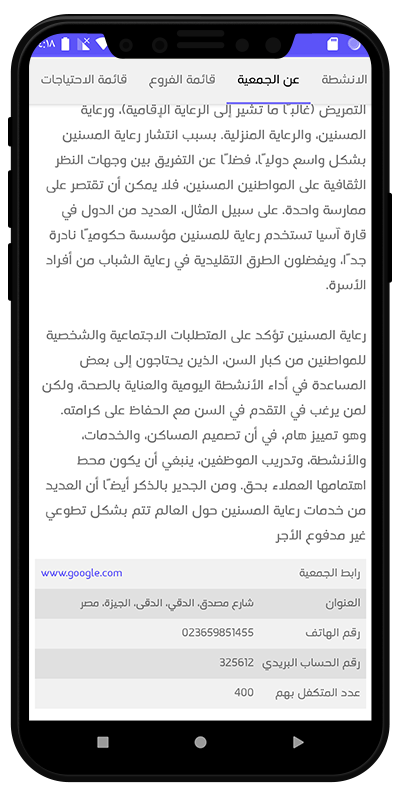 ٤:١٨
الانشطة عن الجمعية قائمة الفروع قائمة الاحتياجات
التمريض (غالبًا ما تشير إلى الرعاية الإقامية)، ورعاية
المسنين، والرعاية المنزلية. بسبب انتشار رعاية المسنين
بشكل واسع دوليًا، فضلًا عن التفريق بين وجهات النظر
الثقافية على المواطنين المسنين، فلا يمكن أن تقتصر على
ممارسة واحدة. على سبيل المثال، العديد من الدول في
قارة آسيا تستخدم رعاية للمسنين مؤسسة حكوميًا نادرة
جدًا، ويفضلون الطرق التقليدية في رعاية الشباب من أفراد
الأسرة.
رعاية المسنين تؤكد على المتطلبات الاجتماعية والشخصية
للمواطنين من كبار السن، الذين يحتاجون إلى بعض
المساعدة في أداء الأنشطة اليومية والعناية بالصحة، ولكن
لمن يرغب في التقدم في السن مع الحفاظ على كرامته.
وهو تمييز هام، في أن تصميم المساكن، والخدمات،
والأنشطة، وتدريب الموظفين، ينبغي أن يكون محط
اهتمامها العملاء بحق. ومن الجدير بالذكر أيضًا أن العديد
من خدمات رعاية المسنين حول العالم تتم بشكل تطوعي
غير مدفوع الأجر
رابط الجمعية www.google.com
العنوان شارع مصدق، الدقي، الدقى، الجيزة، مصر
رقم الهاتف 023659851455
رقم الحساب البريدي 325612
عدد المتكفل بهم 400